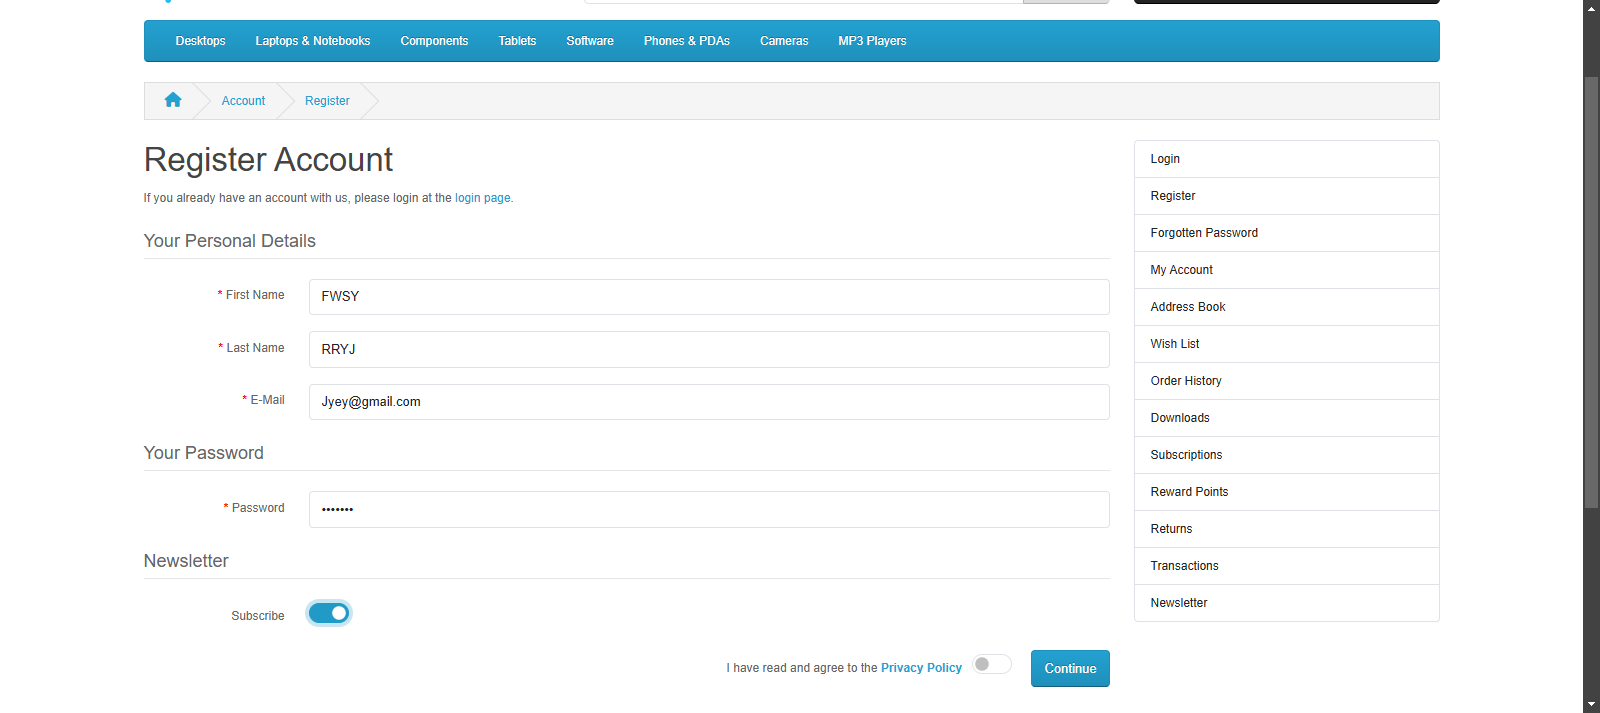 Desktops Laptops & Notebooks Components Tablets Software Phones & PDAs Cameras MP3 Players
Account Register
Register Account
If you already have an account with us, please login at the login page.
Your Personal Details
* First Name FWSY
* Last Name RRYJ
* E-Mail Jyey@gmail.com
Your Password
* Password •••••••
Newsletter
Subscribe
I have read and agree to the Privacy Policy Continue
Login
Register
Forgotten Password
My Account
Address Book
Wish List
Order History
Downloads
Subscriptions
Reward Points
Returns
Transactions
Newsletter